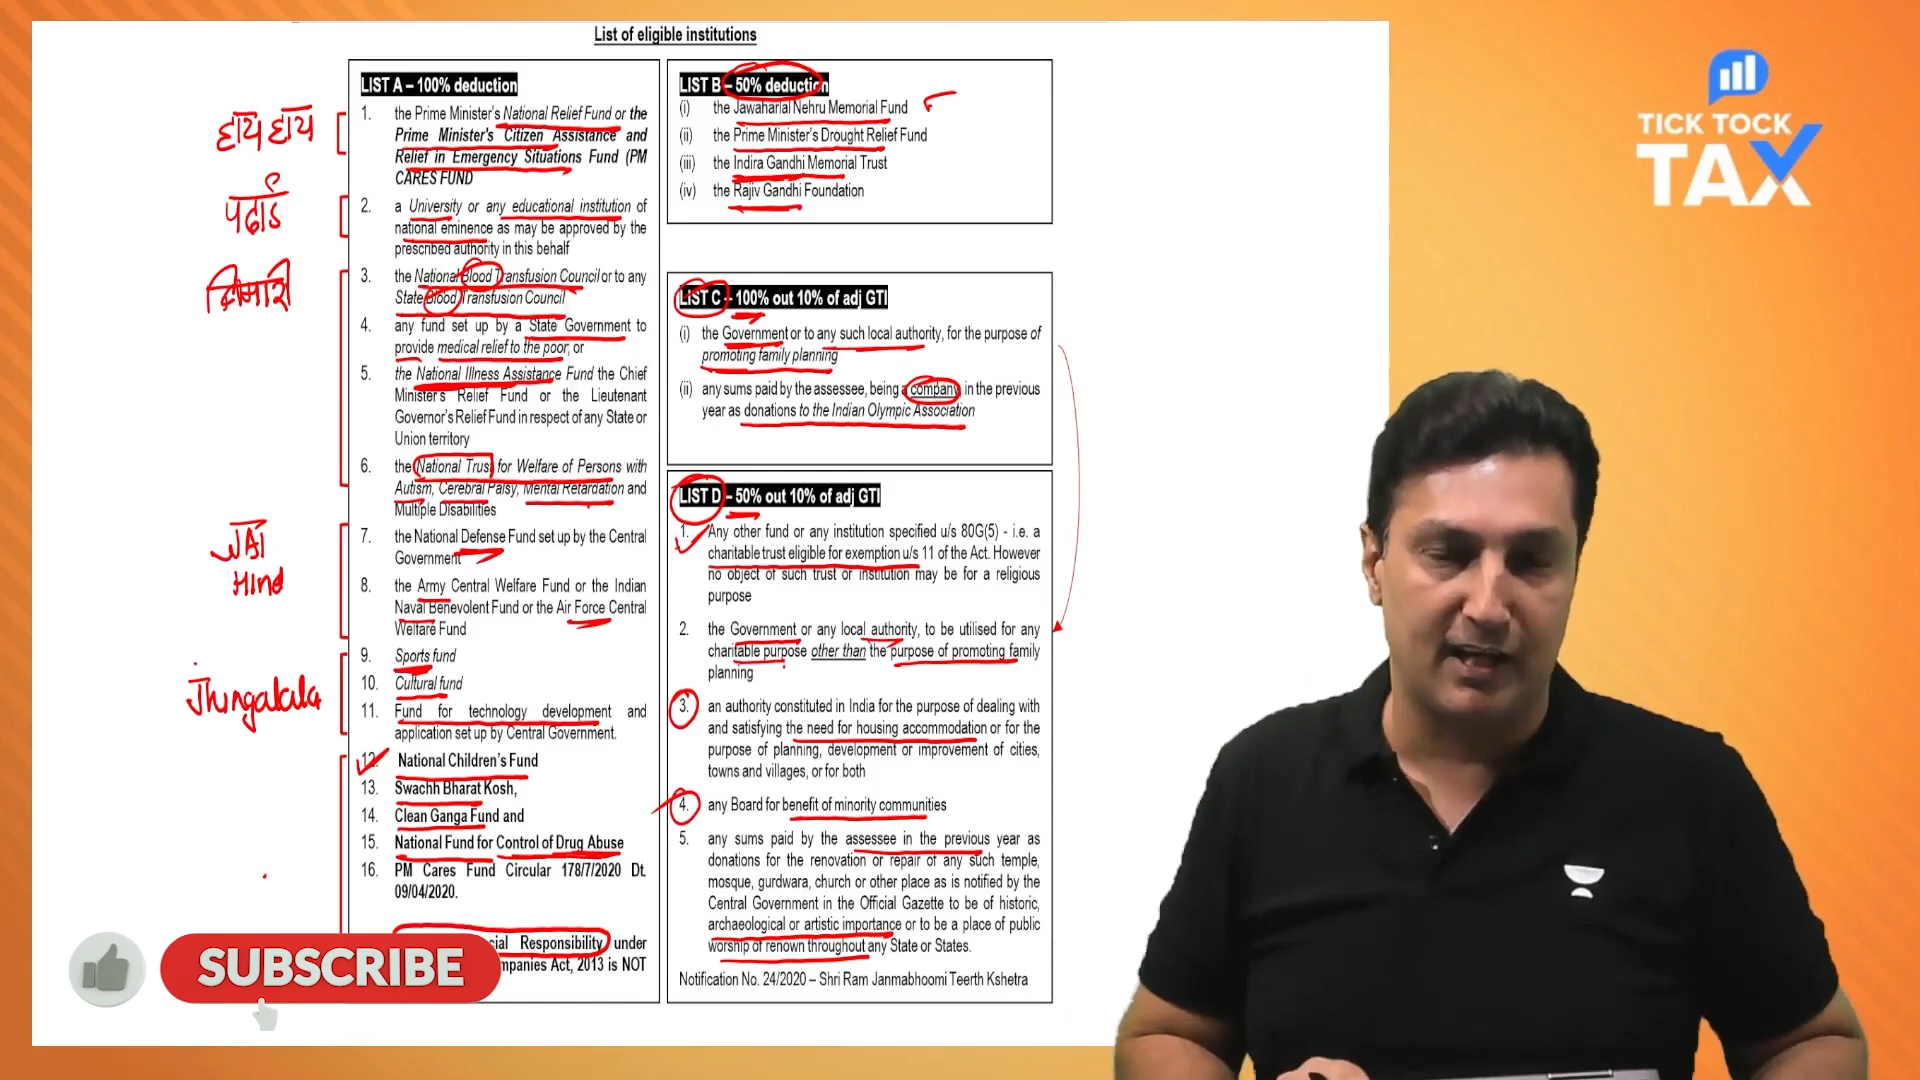 List of eligible institutions
LIST A – 100% deduction
1. the Prime Minister's National Relief Fund or the
Prime Minister's Citizen Assistance and
Relief in Emergency Situations Fund (PM
CARES FUND
2. a University or any educational institution of
national eminence as may be approved by the
prescribed authority in this behalf
3. the National Blood Transfusion Council or to any
State Blood Transfusion Council
4. any fund set up by a State Government to
provide medical relief to the poor, or
5. the National Illness Assistance Fund the Chief
Minister's Relief Fund or the Lieutenant
Governor's Relief Fund in respect of any State or
Union territory
6. the National Trust for Welfare of Persons with
Autism, Cerebral Palsy, Mental Retardation and
Multiple Disabilities
7. the National Defense Fund set up by the Central
Government
8. the Army Central Welfare Fund or the Indian
Naval Benevolent Fund or the Air Force Central
Welfare Fund
9. Sports fund
10. Cultural fund
11. Fund for technology development and
application set up by Central Government.
12. National Children's Fund
13. Swachh Bharat Kosh,
14. Clean Ganga Fund and
15. National Fund for Control of Drug Abuse
16. PM Cares Fund Circular 178/7/2020 Dt.
09/04/2020.
Responsibility under
Act, 2013 is NOT
हाय हाय
पढाई
बिमारी
JAI
Hind
Jhingalala
LIST B – 50% deduction
(i) the Jawaharlal Nehru Memorial Fund
(ii) the Prime Minister's Drought Relief Fund
(iii) the Indira Gandhi Memorial Trust
(iv) the Rajiv Gandhi Foundation
LIST C – 100% out 10% of adj GTI
(i) the Government or to any such local authority, for the purpose of
promoting family planning
(ii) any sums paid by the assessee, being a company, in the previous
year as donations to the Indian Olympic Association
LIST D – 50% out 10% of adj GTI
1. Any other fund or any institution specified u/s 80G(5) - i.e. a
charitable trust eligible for exemption u/s 11 of the Act. However
no object of such trust or institution may be for a religious
purpose
2. the Government or any local authority, to be utilised for any
charitable purpose other than the purpose of promoting family
planning
3. an authority constituted in India for the purpose of dealing with
and satisfying the need for housing accommodation or for the
purpose of planning, development or improvement of cities,
towns and villages, or for both
4. any Board for benefit of minority communities
5. any sums paid by the assessee in the previous year as
donations for the renovation or repair of any such temple,
mosque, gurdwara, church or other place as is notified by the
Central Government in the Official Gazette to be of historic,
archaeological or artistic importance or to be a place of public
worship of renown throughout any State or States.
Notification No. 24/2020 – Shri Ram Janmabhoomi Teerth Kshetra
SUBSCRIBE
TICK TOCK
TAX